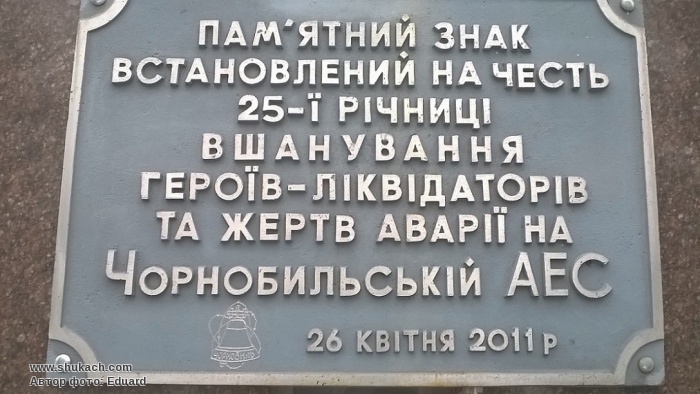 ПАМ'ЯТНИЙ ЗНАК
ВСТАНОВЛЕНИЙ НА ЧЕСТЬ
25-Ї РІЧНИЦІ
ВШАНУВАННЯ
ГЕРОЇВ-ЛІКВІДАТОРІВ
ТА ЖЕРТВ АВАРІЇ НА
ЧОРНОБИЛЬСЬКІЙ АЕС
26 КВІТНЯ 2011 р
www.shukach.com
Автор фото: Eduard